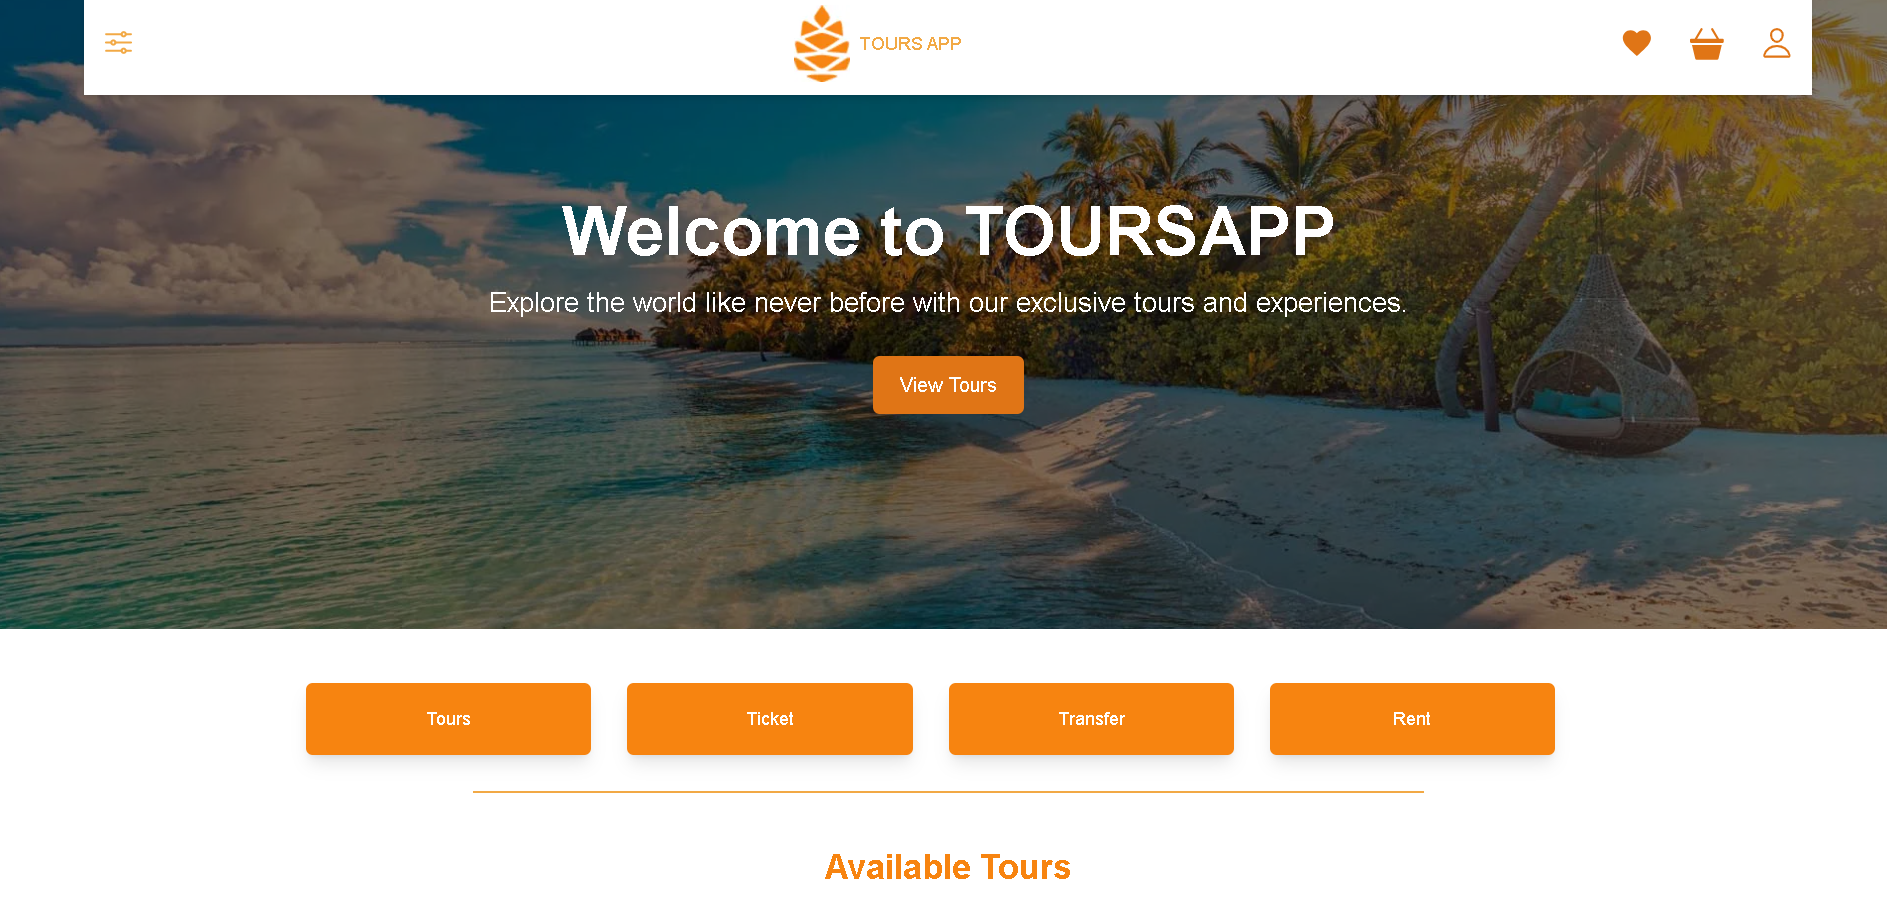 TOURS APP
Welcome to TOURSAPP
Explore the world like never before with our exclusive tours and experiences.
View Tours
Tours
Ticket
Transfer
Rent
Available Tours